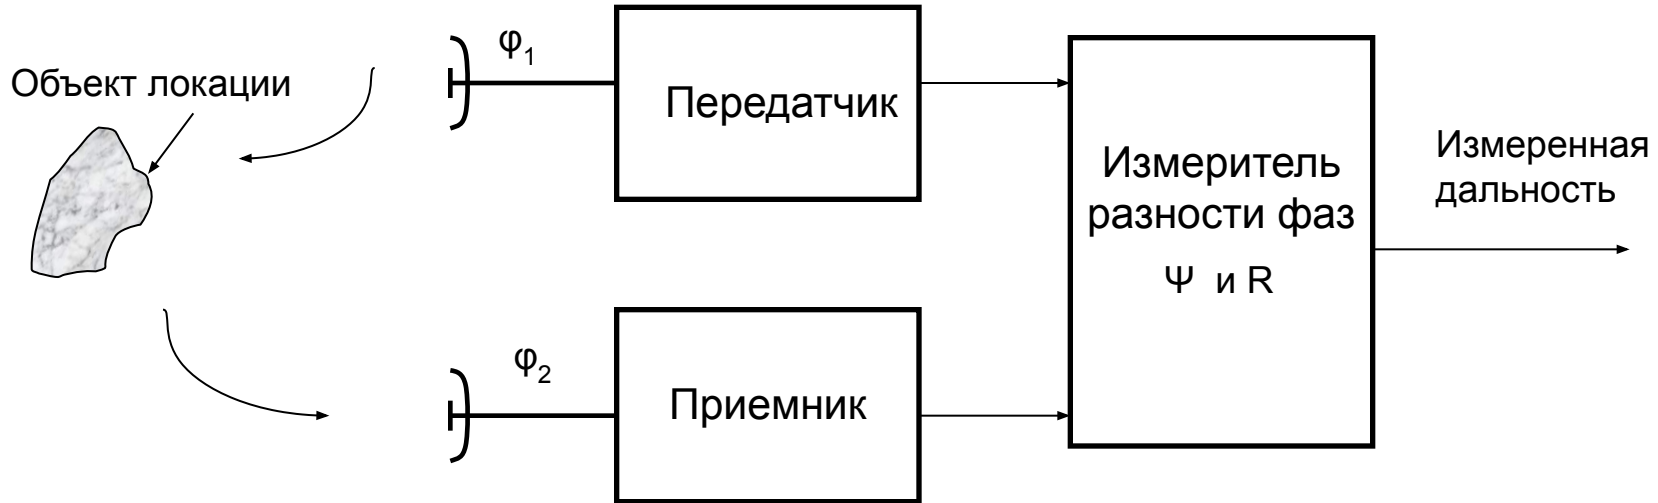 Объект локации
φ1
Передатчик
Измеритель
разности фаз
Ψ и R
Измеренная
дальность
φ2
Приемник